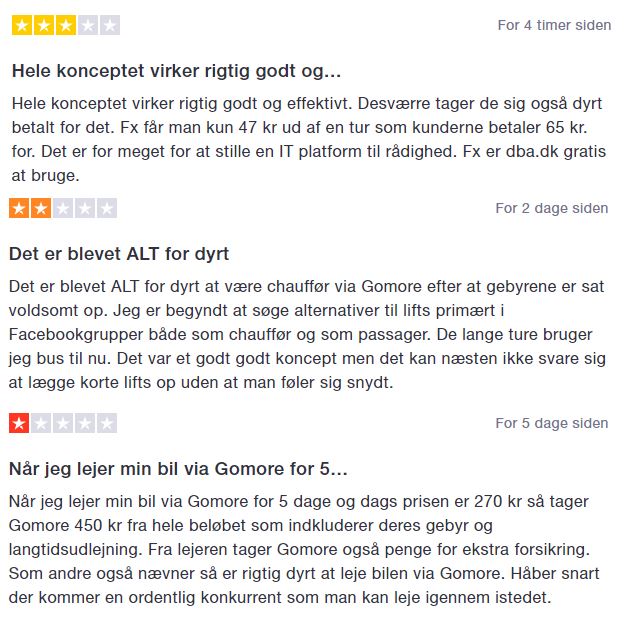 For 4 timer siden
Hele konceptet virker rigtig godt og...
Hele konceptet virker rigtig godt og effektivt. Desværre tager de sig også dyrt
betalt for det. Fx får man kun 47 kr ud af en tur som kunderne betaler 65 kr.
for. Det er for meget for at stille en IT platform til rådighed. Fx er dba.dk gratis
at bruge.
For 2 dage siden
Det er blevet ALT for dyrt
Det er blevet ALT for dyrt at være chauffør via Gomore efter at gebyrene er sat
voldsomt op. Jeg er begyndt at søge alternativer til lifts primært i
Facebookgrupper både som chauffør og som passager. De lange ture bruger
jeg bus til nu. Det var et godt godt koncept men det kan næsten ikke svare sig
at lægge korte lifts op uden at man føler sig snydt.
For 5 dage siden
Når jeg lejer min bil via Gomore for 5...
Når jeg lejer min bil via Gomore for 5 dage og dags prisen er 270 kr så tager
Gomore 450 kr fra hele beløbet som indkluderer deres gebyr og
langtidsudlejning. Fra lejeren tager Gomore også penge for ekstra forsikring.
Som andre også nævner så er rigtig dyrt at leje bilen via Gomore. Håber snart
der kommer en ordentlig konkurrent som man kan leje igennem istedet.